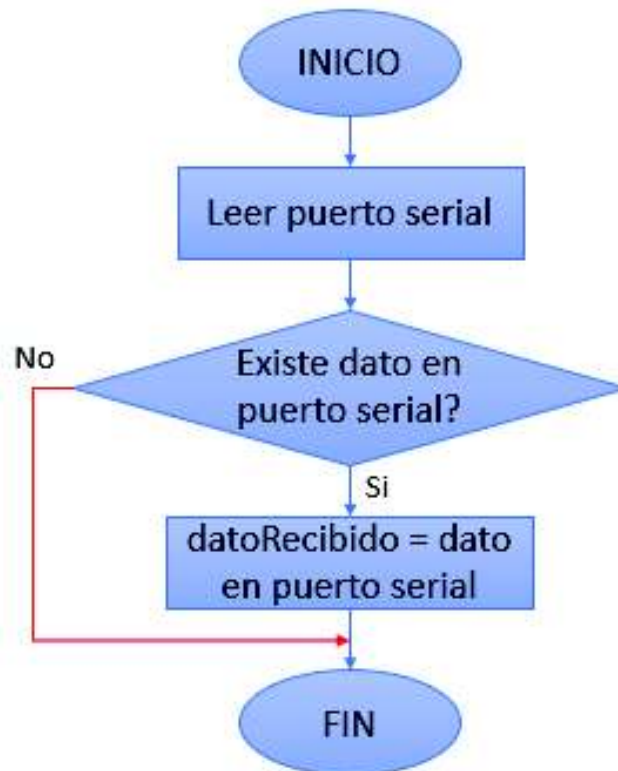 INICIO
Leer puerto serial
Existe dato en
puerto serial?
No
Si
datoRecibido = dato
en puerto serial
FIN